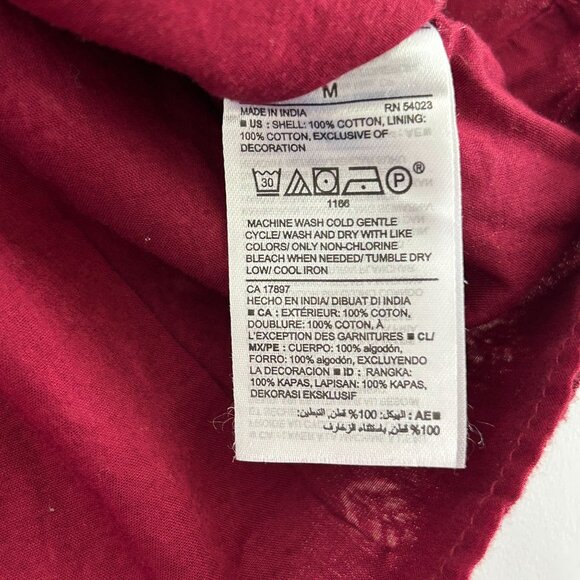 M
MADE IN INDIA RN 54023
■ US : SHELL: 100% COTTON, LINING:
100% COTTON, EXCLUSIVE OF
DECORATION
30 P ®
1166
MACHINE WASH COLD GENTLE
CYCLE/ WASH AND DRY WITH LIKE
COLORS/ ONLY NON-CHLORINE
BLEACH WHEN NEEDED/ TUMBLE DRY
LOW/ COOL IRON
CA 17897
HECHO EN INDIA/ DIBUAT DI INDIA
■ CA : EXTÉRIEUR: 100% COTON,
DOUBLURE: 100% COTON, À
L'EXCEPTION DES GARNITURES ■ CL/
MX/PE : CUERPO: 100% algodón,
FORRO: 100% algodón, EXCLUYENDO
LA DECORACION ■ ID : RANGKA:
100% KAPAS, LAPISAN: 100% KAPAS,
DEKORASI EKSKLUSIF
■ AE : الهيكل: 100% قطن, التبطين:
100% قطن, باستثناء الزخارف